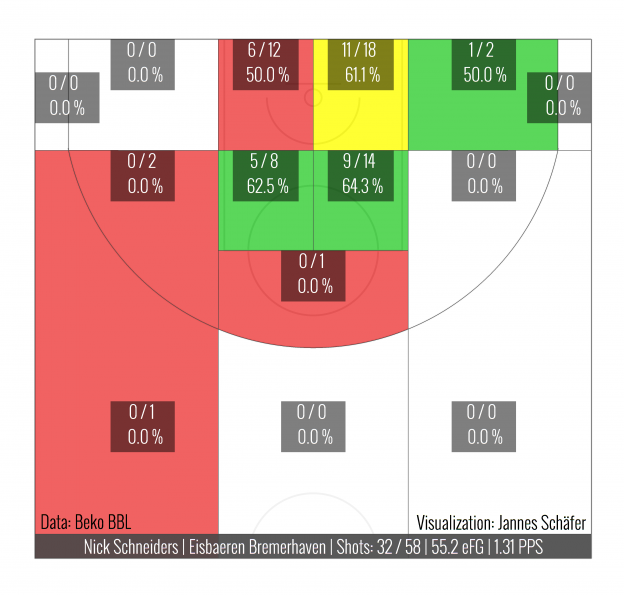 0 / 0
0.0 %
6 / 12
50.0 %
11 / 18
61.1 %
1 / 2
50.0 %
0 / 0
0.0 %
0 / 0
0.0 %
0 / 2
0.0 %
5 / 8
62.5 %
9 / 14
64.3 %
0 / 0
0.0 %
0 / 1
0.0 %
0 / 1
0.0 %
0 / 0
0.0 %
0 / 0
0.0 %
Data: Beko BBL
Visualization: Jannes Schäfer
Nick Schneiders | Eisbaeren Bremerhaven | Shots: 32 / 58 | 55.2 eFG | 1.31 PPS